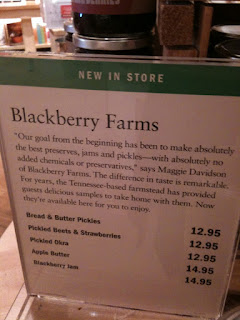 NEW IN STORE
Blackberry Farms
"Our goal from the beginning has been to make absolutely
the best preserves, jams and pickles—with absolutely no
added chemicals or preservatives," says Maggie Davidson
of Blackberry Farms. The difference in taste is remarkable.
For years, the Tennessee-based farmstead has provided
guests delicious samples to take home with them. Now
they're available here for you to enjoy.
Bread & Butter Pickles 12.95
Pickled Beets & Strawberries 12.95
Pickled Okra 12.95
Apple Butter 14.95
Blackberry Jam 14.95